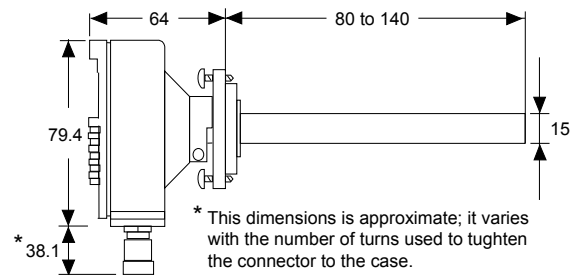 64
80 to 140
79.4
15
* 38.1
* This dimensions is approximate; it varies
with the number of turns used to tughten
the connector to the case.